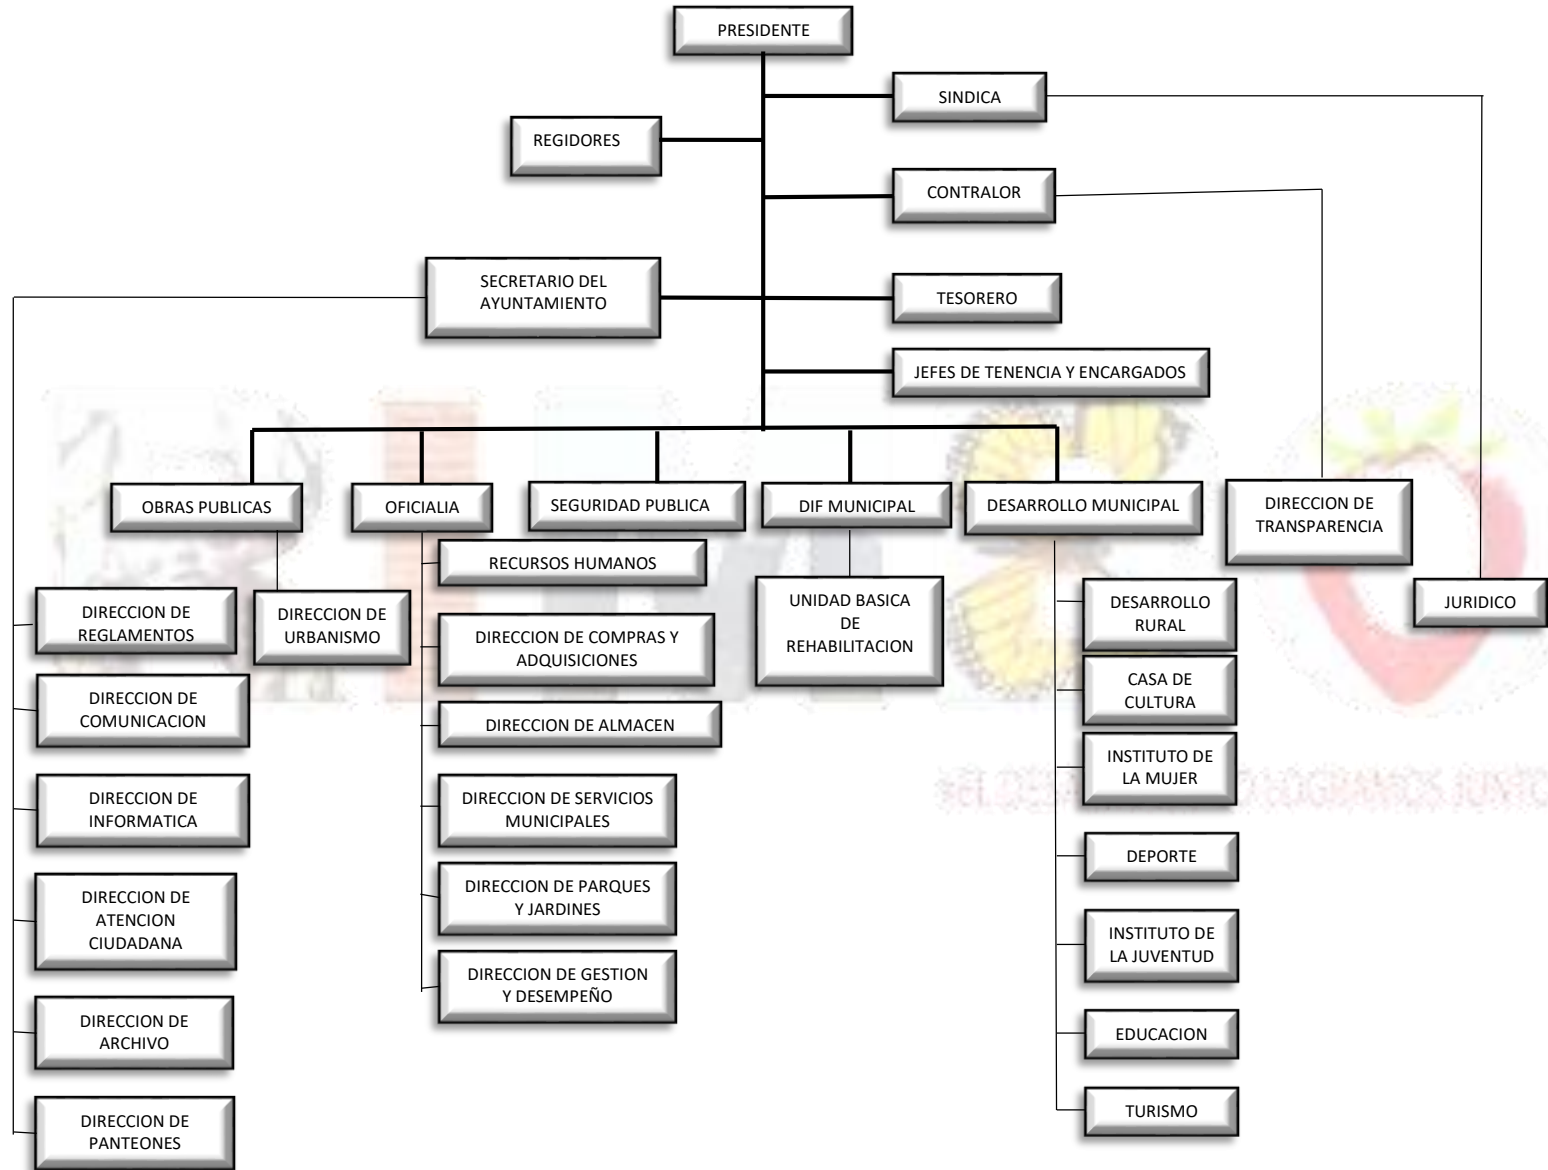 PRESIDENTE
SINDICA
REGIDORES
CONTRALOR
SECRETARIO DEL
AYUNTAMIENTO
TESORERO
JEFES DE TENENCIA Y ENCARGADOS
OBRAS PUBLICAS
OFICIALIA
SEGURIDAD PUBLICA
DIF MUNICIPAL
DESARROLLO MUNICIPAL
DIRECCION DE
TRANSPARENCIA
JURIDICO
DIRECCION DE
REGLAMENTOS
DIRECCION DE
COMUNICACION
DIRECCION DE
INFORMATICA
DIRECCION DE
ATENCION
CIUDADANA
DIRECCION DE
ARCHIVO
DIRECCION DE
PANTEONES
DIRECCION DE
URBANISMO
RECURSOS HUMANOS
DIRECCION DE COMPRAS Y
ADQUISICIONES
DIRECCION DE ALMACEN
DIRECCION DE SERVICIOS
MUNICIPALES
DIRECCION DE PARQUES
Y JARDINES
DIRECCION DE GESTION
Y DESEMPEÑO
UNIDAD BASICA
DE
REHABILITACION
DESARROLLO
RURAL
CASA DE
CULTURA
INSTITUTO DE
LA MUJER
DEPORTE
INSTITUTO DE
LA JUVENTUD
EDUCACION
TURISMO